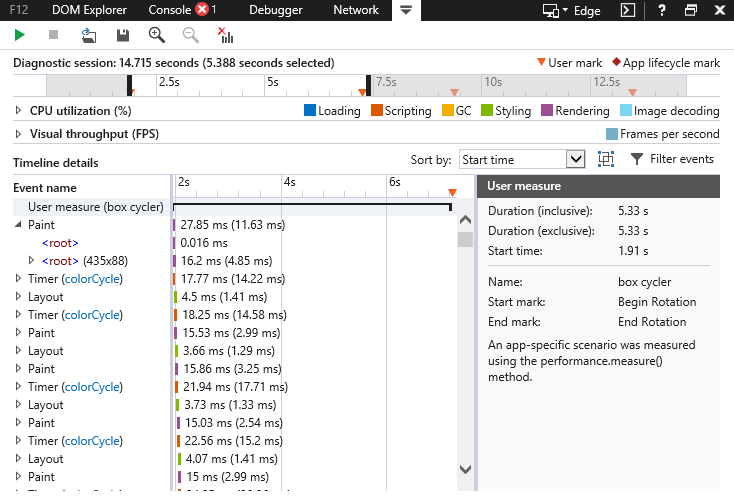 F12 DOM Explorer Console 1 Debugger Network Edge ?
Diagnostic session: 14.715 seconds (5.388 seconds selected) User mark App lifecycle mark
2.5s 5s 7.5s 10s 12.5s
CPU utilization (%) Loading Scripting GC Styling Rendering Image decoding
Visual throughput (FPS) Frames per second
Timeline details Sort by: Start time Filter events
Event name 2s 4s 6s User measure
User measure (box cycler)
Paint 27.85 ms (11.63 ms)
<root> 0.016 ms
<root> (435x88) 16.2 ms (4.85 ms)
Timer (colorCycle) 17.77 ms (14.22 ms)
Layout 4.5 ms (1.41 ms)
Timer (colorCycle) 18.25 ms (14.58 ms)
Paint 15.53 ms (2.99 ms)
Layout 3.66 ms (1.29 ms)
Paint 15.86 ms (3.25 ms)
Timer (colorCycle) 21.94 ms (17.71 ms)
Layout 3.73 ms (1.33 ms)
Paint 15.03 ms (2.54 ms)
Timer (colorCycle) 22.56 ms (15.2 ms)
Layout 4.07 ms (1.41 ms)
Paint 15 ms (2.99 ms)
Duration (inclusive): 5.33 s
Duration (exclusive): 5.33 s
Start time: 1.91 s
Name: box cycler
Start mark: Begin Rotation
End mark: End Rotation
An app-specific scenario was measured
using the performance.measure()
method.